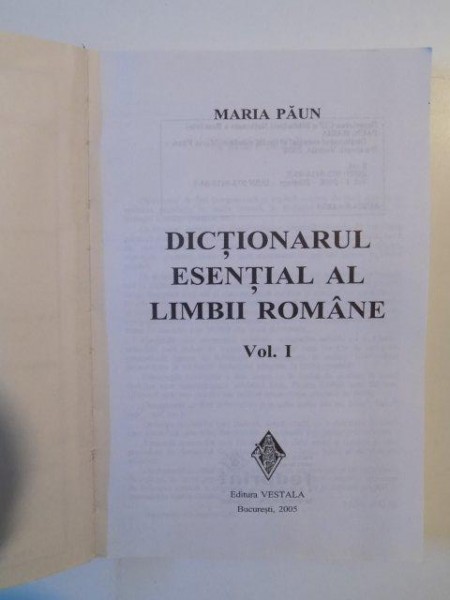 MARIA PĂUN
DICȚIONARUL
ESENȚIAL AL
LIMBII ROMÂNE
Vol. I
Editura VESTALA
București, 2005